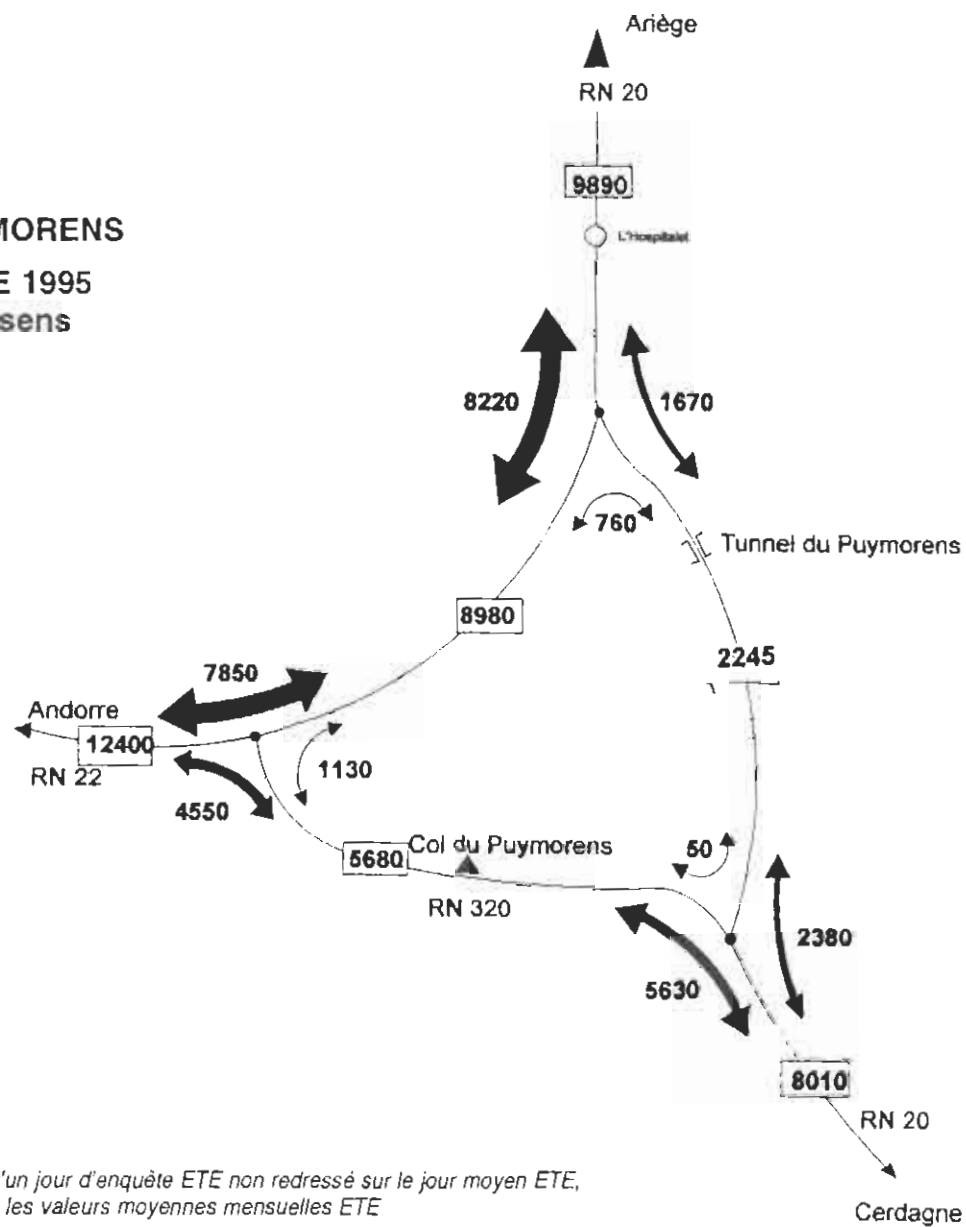 Ariège
RN 20
9890
L'Hospitalet
MORENS
E 1995
sens
8220
1670
760
Tunnel du Puymorens
8980
2245
7850
Andorre
12400
RN 22
1130
4550
5680
Col du Puymorens
50
RN 320
2380
5630
8010
RN 20
'un jour d'enquête ETE non redressé sur le jour moyen ETE,
les valeurs moyennes mensuelles ETE
Cerdagne